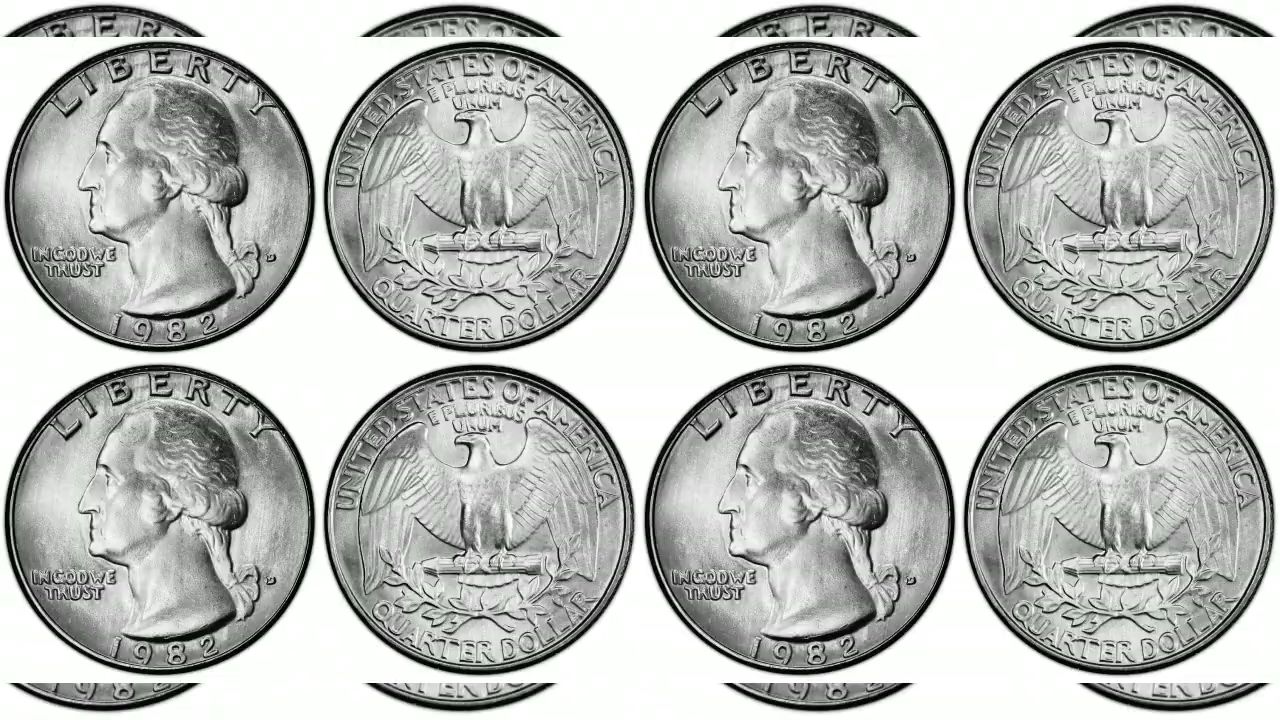 LIBERTY
IN GOD WE
TRUST
1982
UNITED STATES OF AMERICA
E PLURIBUS
UNUM
QUARTER DOLLAR
LIBERTY
IN GOD WE
TRUST
1982
UNITED STATES OF AMERICA
E PLURIBUS
UNUM
QUARTER DOLLAR
LIBERTY
IN GOD WE
TRUST
1982
UNITED STATES OF AMERICA
E PLURIBUS
UNUM
QUARTER DOLLAR
LIBERTY
IN GOD WE
TRUST
1982
UNITED STATES OF AMERICA
E PLURIBUS
UNUM
QUARTER DOLLAR